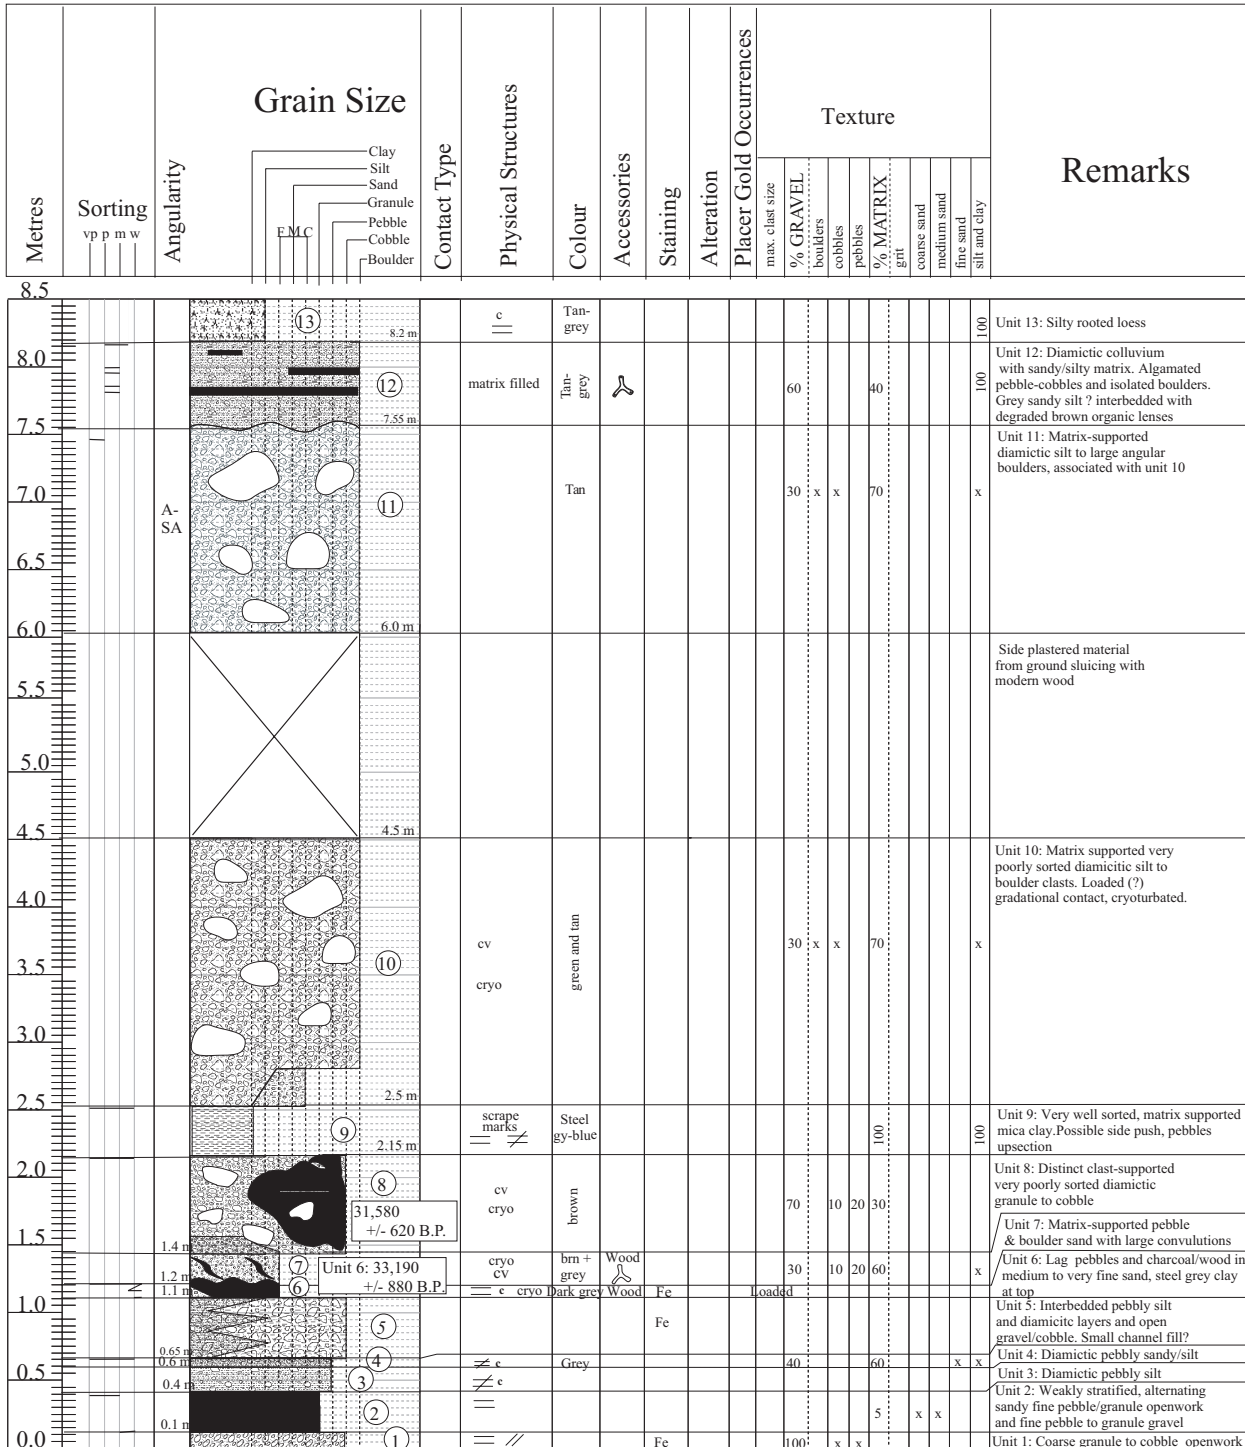 Grain Size
Clay
Silt
Sand
Granule
Pebble
Cobble
Boulder
F M C
Metres
Sorting
vp p m w
Angularity
Contact Type
Physical Structures
Colour
Accessories
Staining
Alteration
Placer Gold Occurrences
Texture
max. clast size
% GRAVEL
boulders
cobbles
pebbles
% MATRIX
grit
coarse sand
medium sand
fine sand
silt and clay
Remarks
8.5
13
8.2 m
c
Tan-
grey
100
Unit 13: Silty rooted loess
8.0
12
7.55 m
matrix filled
Tan-
grey
60
40
100
Unit 12: Diamictic colluvium
with sandy/silty matrix. Algamated
pebble-cobbles and isolated boulders.
Grey sandy silt ? interbedded with
degraded brown organic lenses
7.5
7.0
6.5
A-
SA
11
6.0 m
Tan
30 x x 70 x
Unit 11: Matrix-supported
diamictic silt to large angular
boulders, associated with unit 10
6.0
5.5
5.0
4.5 m
Side plastered material
from ground sluicing with
modern wood
4.5
4.0
3.5
3.0
10
2.5 m
cv
cryo
green and tan
30 x x 70 x
Unit 10: Matrix supported very
poorly sorted diamicitic silt to
boulder clasts. Loaded (?)
gradational contact, cryoturbated.
2.5
9
2.15 m
scrape
marks
Steel
gy-blue
100
100
Unit 9: Very well sorted, matrix supported
mica clay.Possible side push, pebbles
upsection
2.0
1.5
8
31,580
+/- 620 B.P.
1.4 m
cv
cryo
brown
70 10 20 30
Unit 8: Distinct clast-supported
very poorly sorted diamictic
granule to cobble
7
1.2 m
cryo
cv
brn +
grey
Wood
30 10 20 60 x
Unit 7: Matrix-supported pebble
& boulder sand with large convulutions
6
Unit 6: 33,190
+/- 880 B.P.
1.1 m
c cryo Dark grey Wood Fe Loaded
Unit 6: Lag pebbles and charcoal/wood in
medium to very fine sand, steel grey clay
at top
1.0
5
0.65 m
Fe
Unit 5: Interbedded pebbly silt
and diamicitc layers and open
gravel/cobble. Small channel fill?
4
0.6 m
c
Grey
40 60 x x
Unit 4: Diamictic pebbly sandy/silt
0.5
3
0.4 m
c
Unit 3: Diamictic pebbly silt
2
0.1 m
5 x x
Unit 2: Weakly stratified, alternating
sandy fine pebble/granule openwork
and fine pebble to granule gravel
0.0
1
Fe
100 x x
Unit 1: Coarse granule to cobble openwork